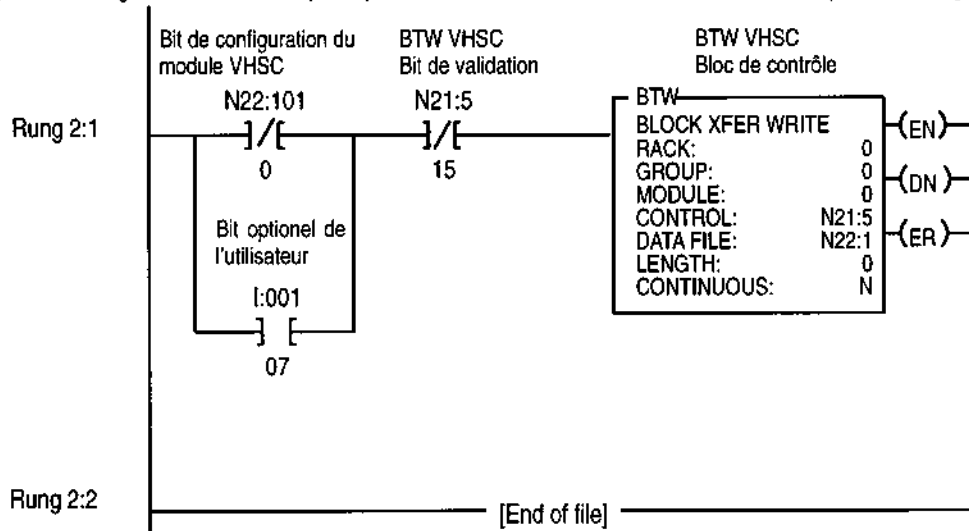 Bit de configuration du
module VHSC
BTW VHSC
Bit de validation
BTW VHSC
Bloc de contrôle
Rung 2:1
N22:101
0
N21:5
15
BTW
BLOCK XFER WRITE
RACK: 0
GROUP: 0
MODULE: 0
CONTROL: N21:5
DATA FILE: N22:1
LENGTH: 0
CONTINUOUS: N
(EN)
(DN)
(ER)
Bit optionel de
l'utilisateur
I:001
07
Rung 2:2
[End of file]